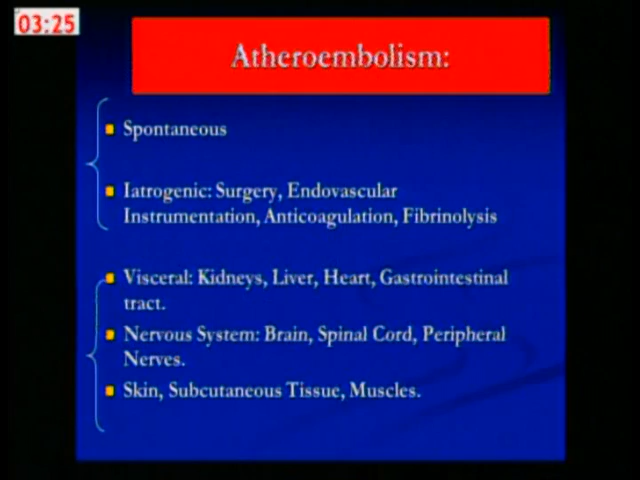 03:25
Atheroembolism:
Spontaneous
Iatrogenic: Surgery, Endovascular
Instrumentation, Anticoagulation, Fibrinolysis
Visceral: Kidneys, Liver, Heart, Gastrointestinal
tract.
Nervous System: Brain, Spinal Cord, Peripheral
Nerves.
Skin, Subcutaneous Tissue, Muscles.